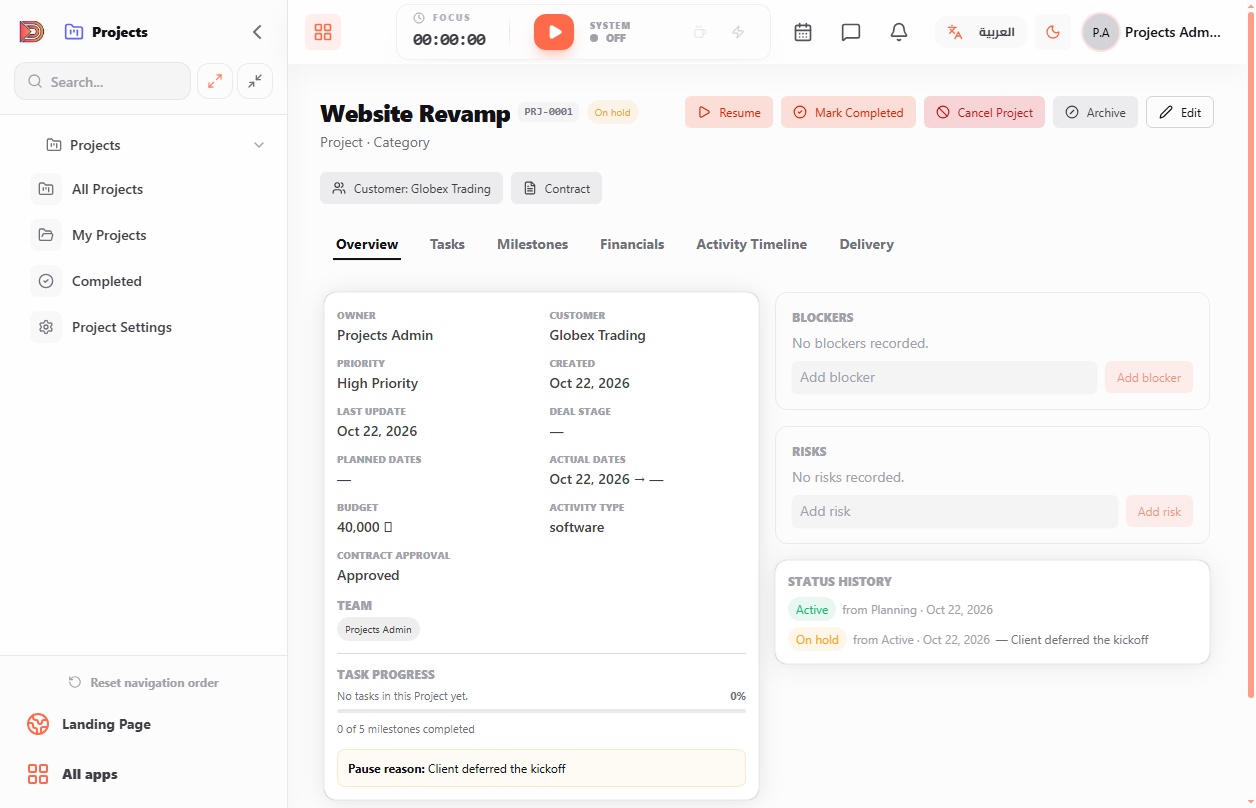 Projects
Search...
Projects
All Projects
My Projects
Completed
Project Settings
Reset navigation order
Landing Page
All apps
FOCUS
00:00:00
SYSTEM
OFF
العربية
P.A
Projects Adm...
Website Revamp
PRJ-0001
On hold
Resume
Mark Completed
Cancel Project
Archive
Edit
Project · Category
Customer: Globex Trading
Contract
Overview
Tasks
Milestones
Financials
Activity Timeline
Delivery
OWNER
Projects Admin
CUSTOMER
Globex Trading
PRIORITY
High Priority
CREATED
Oct 22, 2026
LAST UPDATE
Oct 22, 2026
DEAL STAGE
—
PLANNED DATES
—
ACTUAL DATES
Oct 22, 2026 → —
BUDGET
40,000
ACTIVITY TYPE
software
CONTRACT APPROVAL
Approved
TEAM
Projects Admin
TASK PROGRESS
No tasks in this Project yet.
0%
0 of 5 milestones completed
Pause reason: Client deferred the kickoff
BLOCKERS
No blockers recorded.
Add blocker
Add blocker
RISKS
No risks recorded.
Add risk
Add risk
STATUS HISTORY
Active from Planning · Oct 22, 2026
On hold from Active · Oct 22, 2026 — Client deferred the kickoff